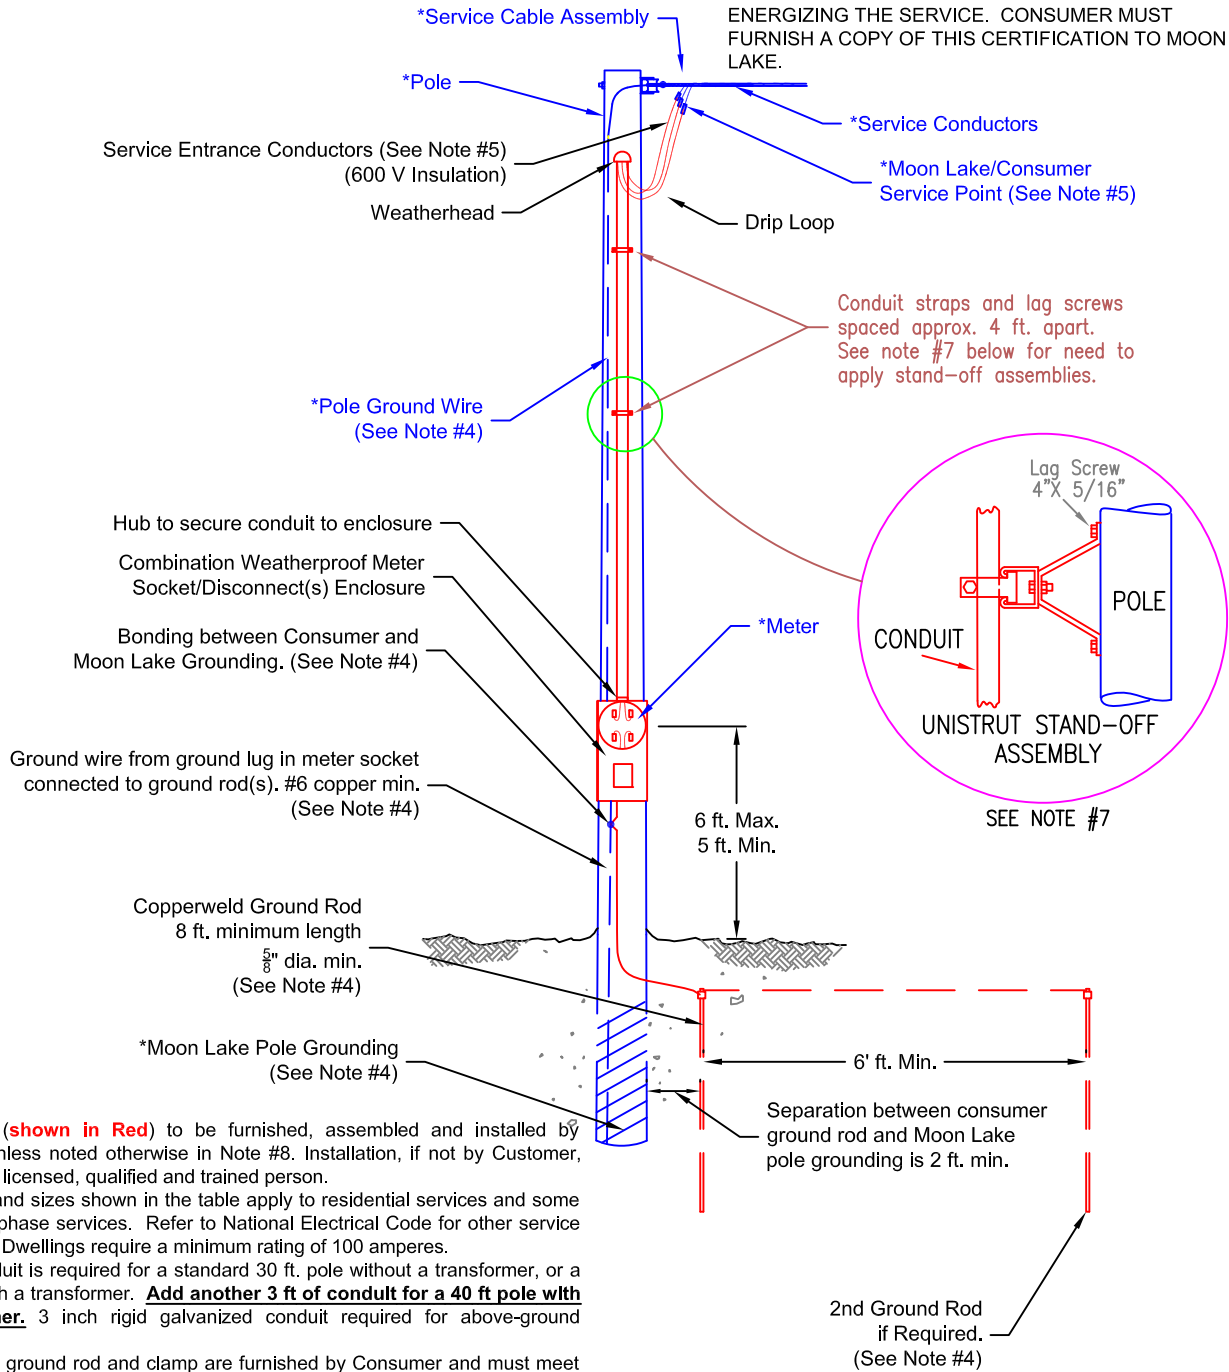 *Service Cable Assembly
ENERGIZING THE SERVICE. CONSUMER MUST
FURNISH A COPY OF THIS CERTIFICATION TO MOON
LAKE.
*Pole
*Service Conductors
Service Entrance Conductors (See Note #5)
(600 V Insulation)
*Moon Lake/Consumer
Service Point (See Note #5)
Weatherhead
Drip Loop
Conduit straps and lag screws
spaced approx. 4 ft. apart.
See note #7 below for need to
apply stand-off assemblies.
*Pole Ground Wire
(See Note #4)
Lag Screw
4"X 5/16"
Hub to secure conduit to enclosure
Combination Weatherproof Meter
Socket/Disconnect(s) Enclosure
POLE
Bonding between Consumer and
Moon Lake Grounding. (See Note #4)
*Meter
CONDUIT
UNISTRUT STAND-OFF
ASSEMBLY
Ground wire from ground lug in meter socket
connected to ground rod(s). #6 copper min.
(See Note #4)
6 ft. Max.
5 ft. Min.
SEE NOTE #7
Copperweld Ground Rod
8 ft. minimum length
5/8" dia. min.
(See Note #4)
*Moon Lake Pole Grounding
(See Note #4)
6' ft. Min.
Separation between consumer
ground rod and Moon Lake
pole grounding is 2 ft. min.
(shown in Red) to be furnished, assembled and installed by
nless noted otherwise in Note #8. Installation, if not by Customer,
licensed, qualified and trained person.
and sizes shown in the table apply to residential services and some
phase services. Refer to National Electrical Code for other service
Dwellings require a minimum rating of 100 amperes.
duit is required for a standard 30 ft. pole without a transformer, or a
h a transformer. Add another 3 ft of conduit for a 40 ft pole with
ner. 3 inch rigid galvanized conduit required for above-ground
2nd Ground Rod
if Required.
(See Note #4)
ground rod and clamp are furnished by Consumer and must meet